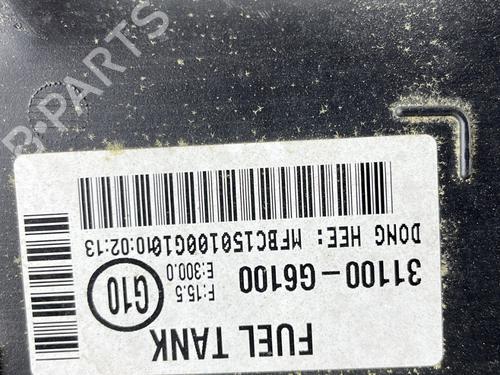 FUEL TANK
31100-G6100
G10
F:15.5
E:300.0
DONG HEE: MFBC150100G1010:02:13
B-PARTS